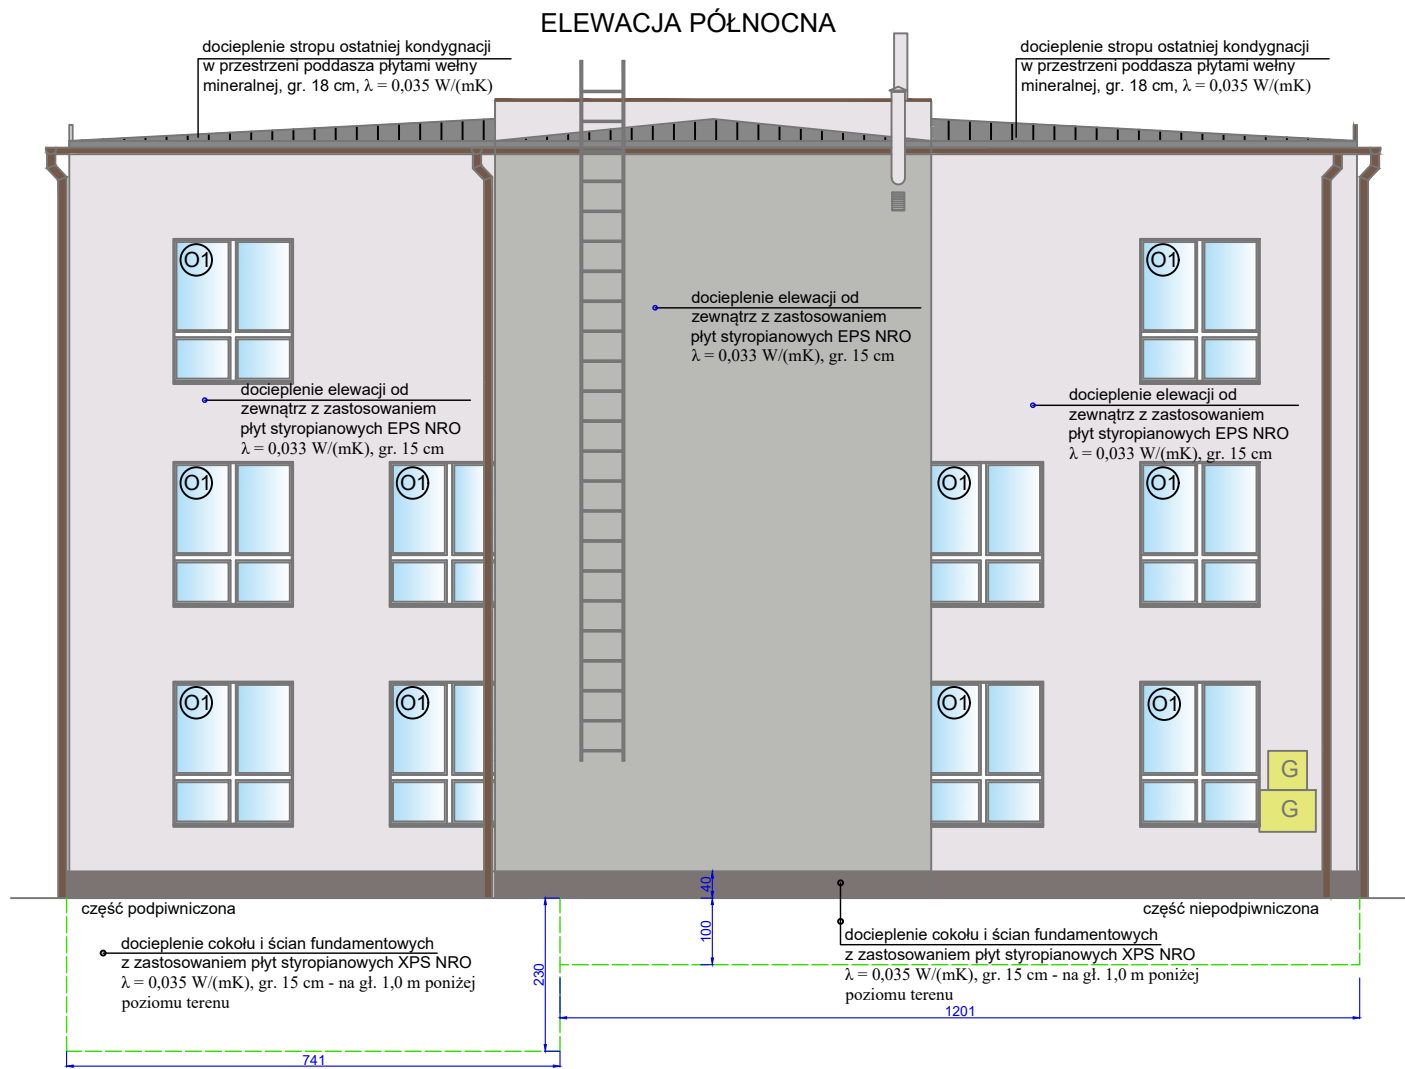 ELEWACJA PÓŁNOCNA
docieplenie stropu ostatniej kondygnacji
w przestrzeni poddasza płytami wełny
mineralnej, gr. 18 cm, λ = 0,035 W/(mK)
docieplenie stropu ostatniej kondygnacji
w przestrzeni poddasza płytami wełny
mineralnej, gr. 18 cm, λ = 0,035 W/(mK)
O1
O1
docieplenie elewacji od
zewnątrz z zastosowaniem
płyt styropianowych EPS NRO
λ = 0,033 W/(mK), gr. 15 cm
docieplenie elewacji od
zewnątrz z zastosowaniem
płyt styropianowych EPS NRO
λ = 0,033 W/(mK), gr. 15 cm
docieplenie elewacji od
zewnątrz z zastosowaniem
płyt styropianowych EPS NRO
λ = 0,033 W/(mK), gr. 15 cm
O1
O1
O1
O1
O1
O1
O1
O1
G
G
40
część podpiwniczona
część niepodpiwniczona
100
230
docieplenie cokołu i ścian fundamentowych
z zastosowaniem płyt styropianowych XPS NRO
λ = 0,035 W/(mK), gr. 15 cm - na gł. 1,0 m poniżej
poziomu terenu
docieplenie cokołu i ścian fundamentowych
z zastosowaniem płyt styropianowych XPS NRO
λ = 0,035 W/(mK), gr. 15 cm - na gł. 1,0 m poniżej
poziomu terenu
1201
741